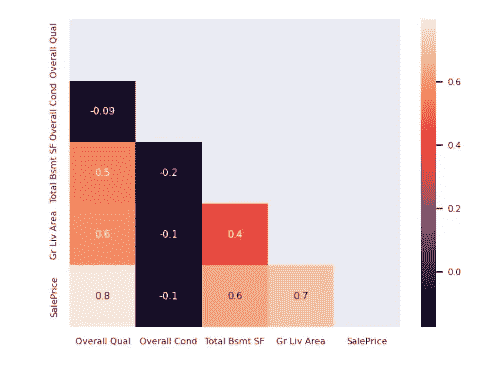 Overall Qual
Overall Cond -0.09
Total Bsmt SF 0.5 -0.2
Gr Liv Area 0.6 -0.1 0.4
SalePrice 0.8 -0.1 0.6 0.7
Overall Qual Overall Cond Total Bsmt SF Gr Liv Area SalePrice
0.6
0.4
0.2
0.0